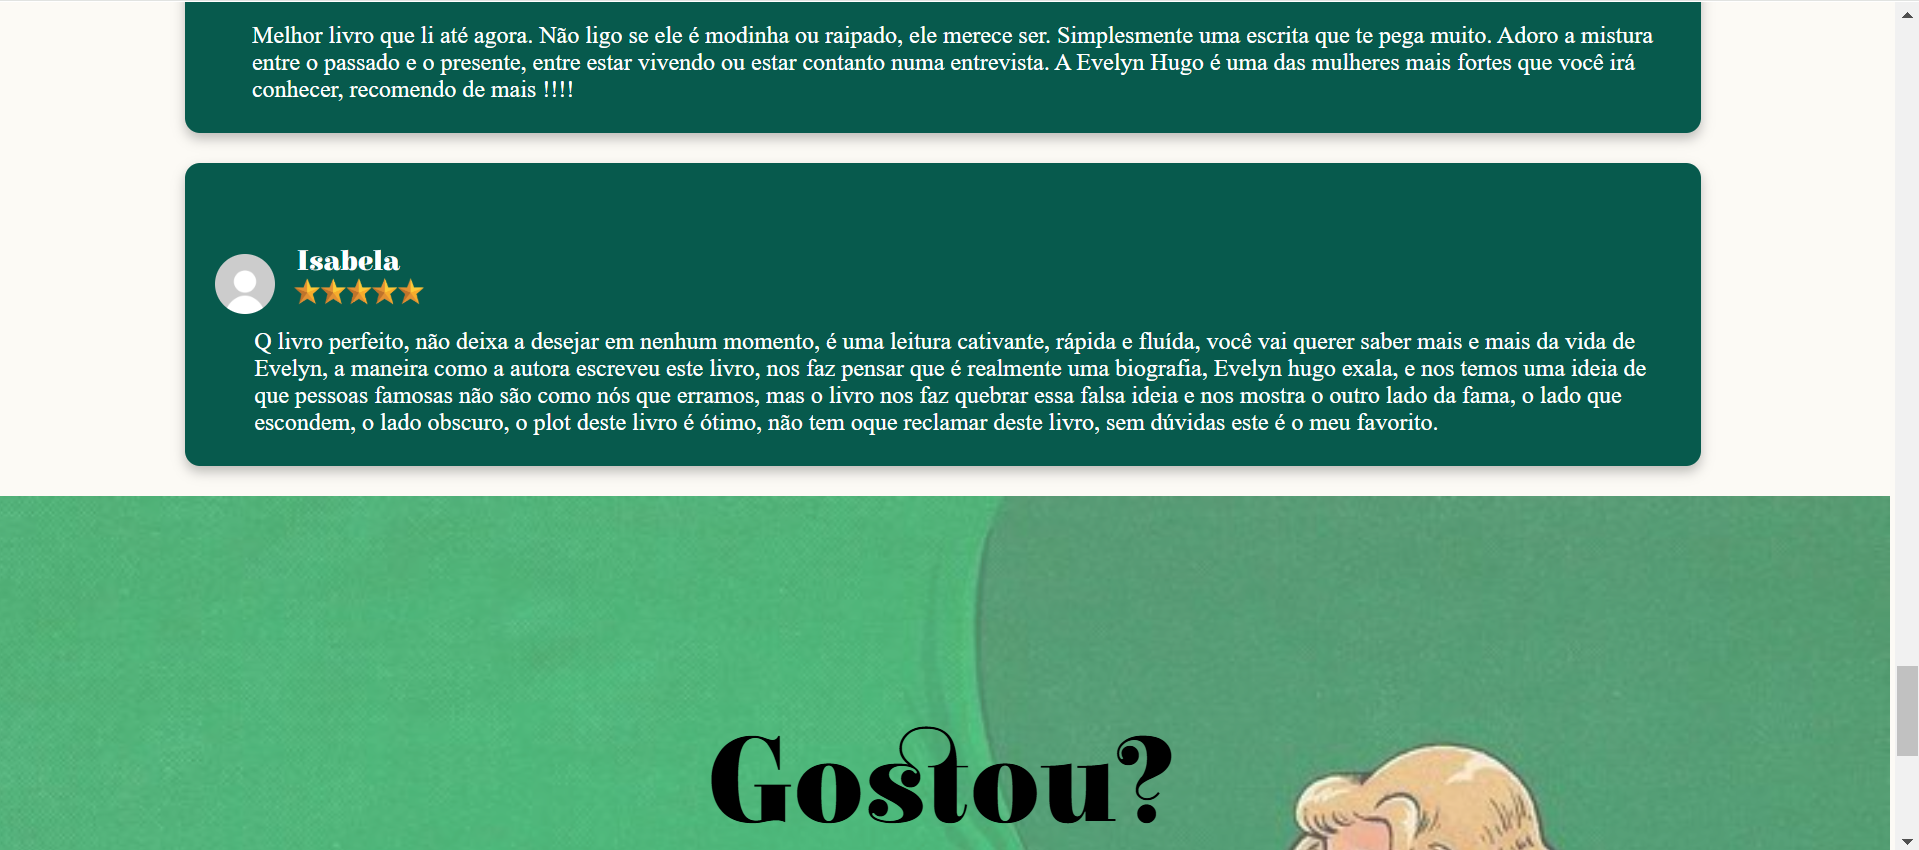 Melhor livro que li até agora. Não ligo se ele é modinha ou raipado, ele merece ser. Simplesmente uma escrita que te pega muito. Adoro a mistura
entre o passado e o presente, entre estar vivendo ou estar contanto numa entrevista. A Evelyn Hugo é uma das mulheres mais fortes que você irá
conhecer, recomendo de mais !!!!
Isabela
Q livro perfeito, não deixa a desejar em nenhum momento, é uma leitura cativante, rápida e fluída, você vai querer saber mais e mais da vida de
Evelyn, a maneira como a autora escreveu este livro, nos faz pensar que é realmente uma biografia, Evelyn hugo exala, e nos temos uma ideia de
que pessoas famosas não são como nós que erramos, mas o livro nos faz quebrar essa falsa ideia e nos mostra o outro lado da fama, o lado que
escondem, o lado obscuro, o plot deste livro é ótimo, não tem oque reclamar deste livro, sem dúvidas este é o meu favorito.
Gostou?